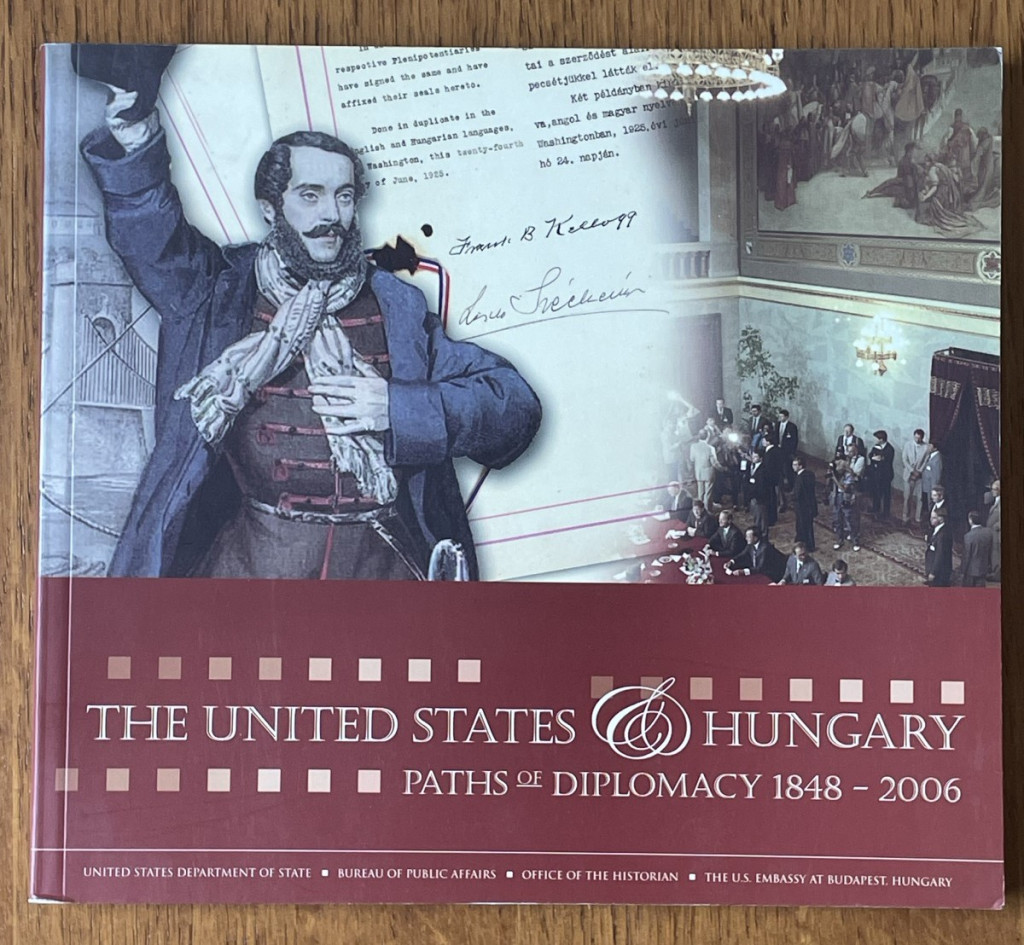 respective Plenipotentiaries
have signed the same and have
affixed their seals hereto.
Done in duplicate in the
glish and Hungarian languages,
Washington, this twenty-fourth
y of June, 1925.
tai a szerződést alá
pecsétjükkel látták el.
Két példányban
va, angol és magyar nyelv
Washingtonban, 1925. évi
hó 24. napján.
Frank B Kellogg
THE UNITED STATES & HUNGARY
PATHS OF DIPLOMACY 1848 – 2006
UNITED STATES DEPARTMENT OF STATE ▪ BUREAU OF PUBLIC AFFAIRS ▪ OFFICE OF THE HISTORIAN ▪ THE U.S. EMBASSY AT BUDAPEST, HUNGARY